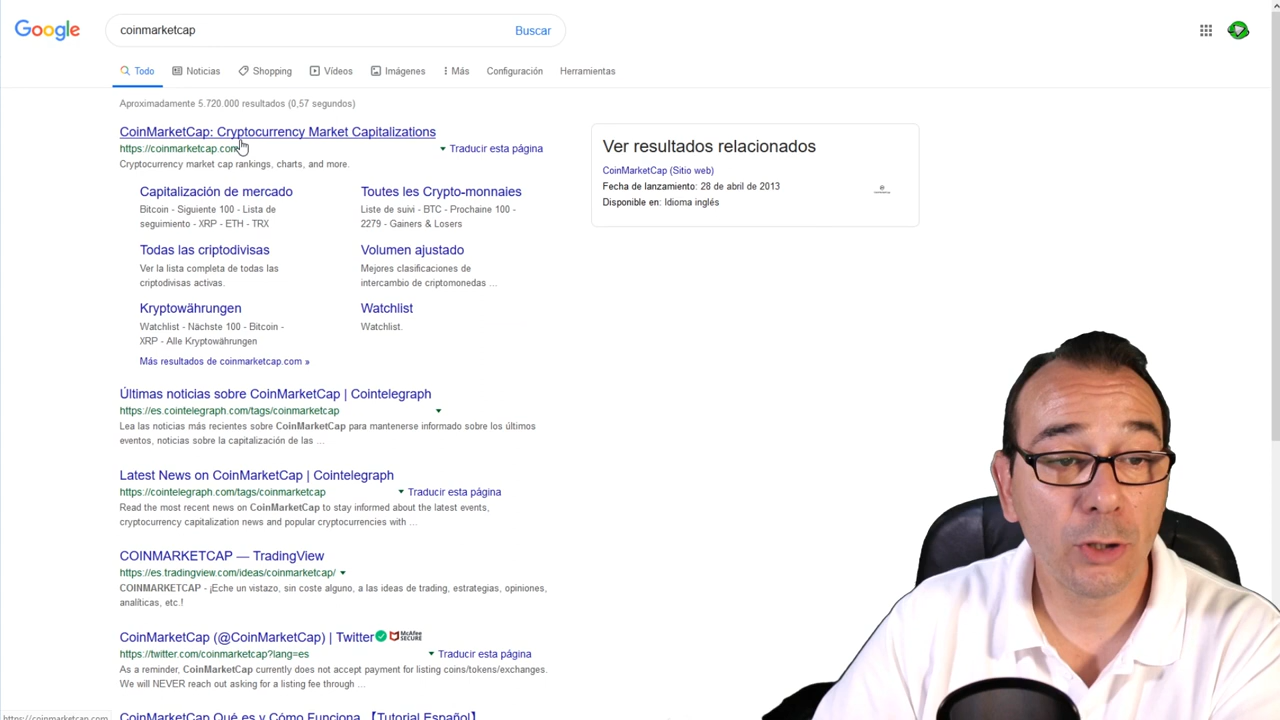 Google
coinmarketcap
Buscar
Todo
Noticias
Shopping
Vídeos
Imágenes
Más
Configuración
Herramientas
Aproximadamente 5.720.000 resultados (0,57 segundos)
CoinMarketCap: Cryptocurrency Market Capitalizations
https://coinmarketcap.com
Traducir esta página
Cryptocurrency market cap rankings, charts, and more.
Capitalización de mercado
Bitcoin - Siguiente 100 - Lista de
seguimiento - XRP - ETH - TRX
Toutes les Crypto-monnaies
Liste de suivi - BTC - Prochaine 100 -
2279 - Gainers & Losers
Todas las criptodivisas
Ver la lista completa de todas las
criptodivisas activas.
Volumen ajustado
Mejores clasificaciones de
intercambio de criptomonedas ...
Kryptowährungen
Watchlist - Nächste 100 - Bitcoin -
XRP - Alle Kryptowährungen
Watchlist
Watchlist.
Más resultados de coinmarketcap.com »
Últimas noticias sobre CoinMarketCap | Cointelegraph
https://es.cointelegraph.com/tags/coinmarketcap
Lea las noticias más recientes sobre CoinMarketCap para mantenerse informado sobre los últimos
eventos, noticias sobre la capitalización de las ...
Latest News on CoinMarketCap | Cointelegraph
https://cointelegraph.com/tags/coinmarketcap
Traducir esta página
Read the most recent news on CoinMarketCap to stay informed about the latest events,
cryptocurrency capitalization news and popular cryptocurrencies with ...
COINMARKETCAP — TradingView
https://es.tradingview.com/ideas/coinmarketcap/
COINMARKETCAP - ¡Eche un vistazo, sin coste alguno, a las ideas de trading, estrategias, opiniones,
analíticas, etc.!
CoinMarketCap (@CoinMarketCap) | Twitter
McAfee
SECURE
https://twitter.com/coinmarketcap?lang=es
Traducir esta página
As a reminder, CoinMarketCap currently does not accept payment for listing coins/tokens/exchanges.
We will NEVER reach out asking for a listing fee through ...
CoinMarketCap Qué es y Cómo Funciona 【Tutorial Español】
https://coinmarketcap.com
Ver resultados relacionados
CoinMarketCap (Sitio web)
Fecha de lanzamiento: 28 de abril de 2013
Disponible en: Idioma inglés